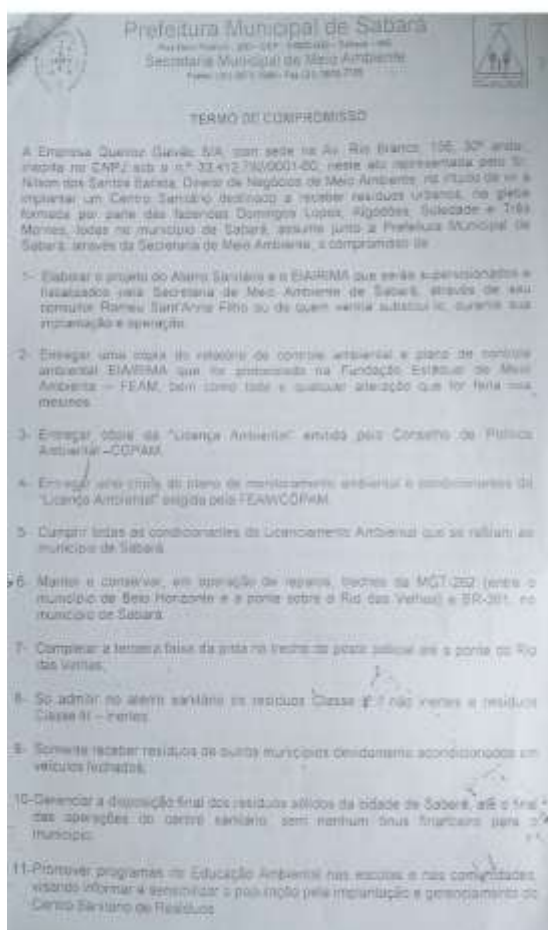 Prefeitura Municipal de Sabará
Secretaria Municipal de Meio Ambiente
TERMO DE COMPROMISSO
A Empresa Queiroz Galvão S/A, com sede na Av. Rio Branco, 156, 30º andar,
inscrita no CNPJ sob o n.º 33.412.792/0001-60, neste ato representada pelo Sr.
Nilson dos Santos Batista, Diretor de Negócios de Meio Ambiente, no intuito de vir a
implantar um Centro Sanitário destinado a receber resíduos urbanos, na gleba
formada por parte das fazendas Domingos Lopes, Algodões, Soledade e Três
Montes, todas no município de Sabará, assume junto a Prefeitura Municipal de
Sabará, através da Secretaria de Meio Ambiente, o compromisso de
1- Elaborar o projeto do Aterro Sanitário e o EIA/RIMA que serão supervisionados e
fiscalizados pela Secretaria de Meio Ambiente de Sabará, através de seu
consultor Romeu Sant'Anna Filho ou de quem venha substituí-lo, durante sua
implantação e operação.
2- Entregar uma cópia do relatório de controle ambiental e plano de controle
ambiental EIA/RIMA que for protocolado na Fundação Estadual de Meio
Ambiente – FEAM, bem como toda e qualquer alteração que for feita nos
mesmos.
3- Entregar cópia da "Licença Ambiental" emitida pelo Conselho de Política
Ambiental –COPAM.
4- Entregar uma cópia do plano de monitoramento ambiental e condicionantes da
"Licença Ambiental" exigida pela FEAM/COPAM.
5- Cumprir todas as condicionantes do Licenciamento Ambiental que se refiram ao
município de Sabará.
6- Manter e conservar, em operação de reparos, trechos da MGT-262 (entre o
município de Belo Horizonte e a ponte sobre o Rio das Velhas) e BR-381, no
município de Sabará.
7- Completar a terceira faixa da pista no trecho do posto policial até a ponte do Rio
das Velhas;
8- Só admitir no aterro sanitário os resíduos Classe não inertes e resíduos
Classe III – inertes.
9- Somente receber resíduos de outros municípios devidamente acondicionados em
veículos fechados;
10-Gerenciar a disposição final dos resíduos sólidos da cidade de Sabará, até o final
das operações do centro sanitário, sem nenhum ônus financeiro para o
município;
11-Promover programas de Educação Ambiental nas escolas e nas comunidades,
visando informar e sensibilizar a população pela implantação e gerenciamento do
Centro Sanitário de Resíduos